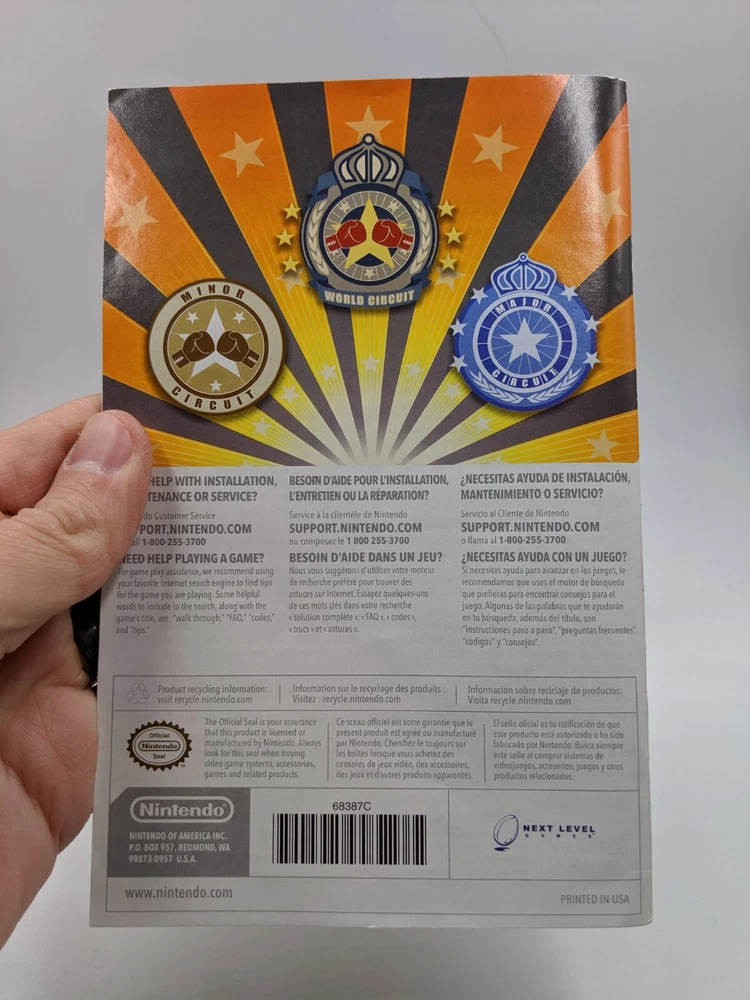 WORLD CIRCUIT
MINOR
CIRCUIT
MAJOR
CIRCUIT
HELP WITH INSTALLATION,
TENANCE OR SERVICE?
do Customer Service
PORT.NINTENDO.COM
all 1-800-255-3700
NEED HELP PLAYING A GAME?
For game play assistance, we recommend using
your favorite Internet search engine to find tips
for the game you are playing. Some helpful
words to include in the search, along with the
game's title, are: "walk through," "FAQ," "codes,"
and "tips."
BESOIN D'AIDE POUR L'INSTALLATION,
L'ENTRETIEN OU LA RÉPARATION?
Service à la clientèle de Nintendo
SUPPORT.NINTENDO.COM
ou composez le 1 800 255-3700
BESOIN D'AIDE DANS UN JEU?
Nous vous suggérons d'utiliser votre moteur
de recherche préféré pour trouver des
astuces sur Internet. Essayez quelques-uns
de ces mots clés dans votre recherche :
« solution complète », « FAQ », « codes »,
« trucs » et « astuces ».
¿NECESITAS AYUDA DE INSTALACIÓN,
MANTENIMIENTO O SERVICIO?
Servicio al Cliente de Nintendo
SUPPORT.NINTENDO.COM
o llama al 1-800-255-3700
¿NECESITAS AYUDA CON UN JUEGO?
Si necesitas ayuda para avanzar en los juegos, te
recomendamos que uses el motor de búsqueda
que prefieras para encontrar consejos para el
juego. Algunas de las palabras que te ayudarán
en tu búsqueda, además del título, son
"instrucciones paso a paso", "preguntas frecuentes",
"códigos" y "consejos".
Product recycling information:
visit recycle.nintendo.com
Information sur le recyclage des produits :
Visitez : recycle.nintendo.com
Información sobre reciclaje de productos:
Visita recycle.nintendo.com
Official
Nintendo
Seal
The Official Seal is your assurance
that this product is licensed or
manufactured by Nintendo. Always
look for this seal when buying
video game systems, accessories,
games and related products.
Ce sceau officiel est votre garantie que le
présent produit est agréé ou manufacturé
par Nintendo. Cherchez-le toujours sur
les boîtes lorsque vous achetez des
consoles de jeux vidéo, des accessoires,
des jeux et d'autres produits apparentés.
El sello oficial es tu ratificación de que
este producto está autorizado o ha sido
fabricado por Nintendo. Busca siempre
este sello al comprar sistemas de
videojuegos, accesorios, juegos y otros
productos relacionados.
Nintendo
NINTENDO OF AMERICA INC.
P.O. BOX 957, REDMOND, WA
98073-0957 U.S.A.
68387C
NEXT LEVEL
GAMES
www.nintendo.com
PRINTED IN USA